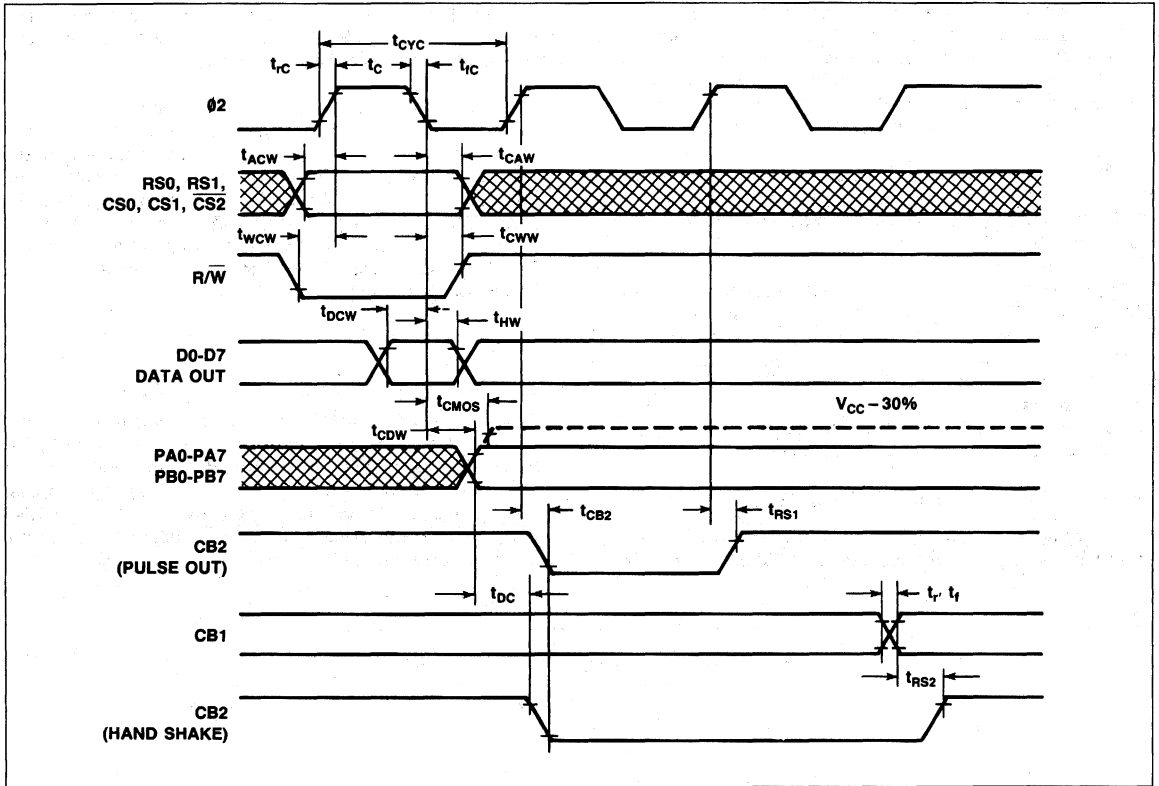 tCYC
trC
tC
tfC
Ø2
tACW
tCAW
RS0, RS1,
CS0, CS1, C̅S̅2̅
tWCW
tCWW
R/W̅
tDCW
tHW
D0-D7
DATA OUT
tCMOS
VCC – 30%
tCDW
PA0-PA7
PB0-PB7
tCB2
tRS1
CB2
(PULSE OUT)
tDC
tr, tf
CB1
tRS2
CB2
(HAND SHAKE)